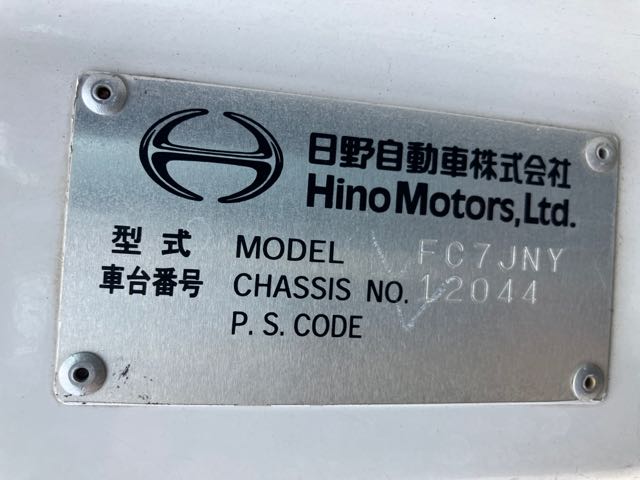 日野自動車株式会社
Hino Motors, Ltd.
型式 MODEL FC7JNY
車台番号 CHASSIS NO. 12044
P. S. CODE